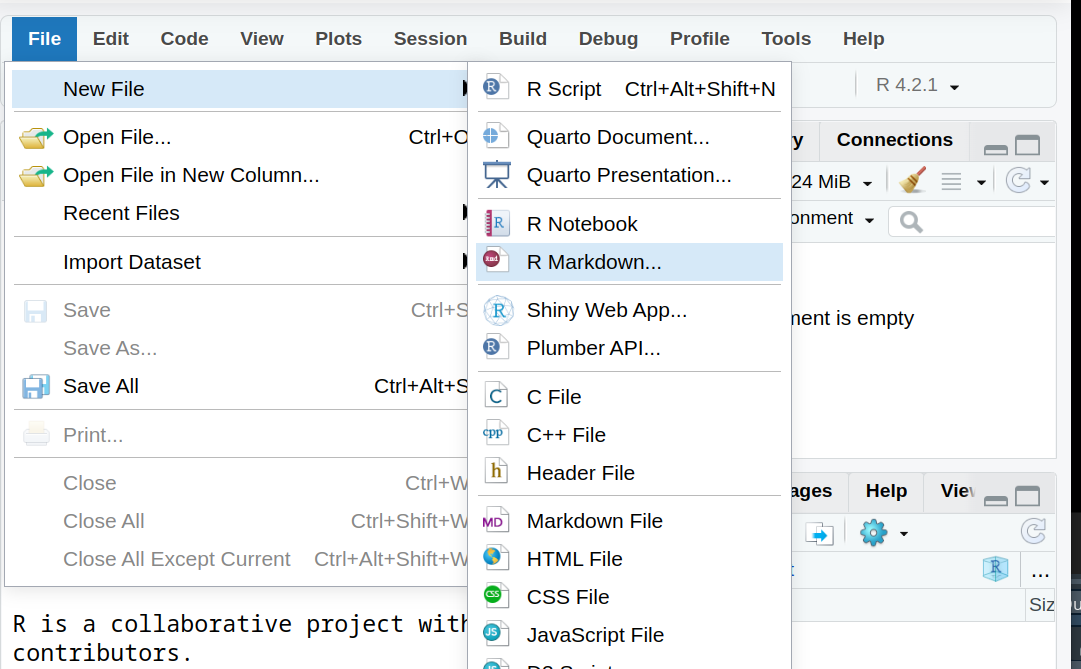 File Edit Code View Plots Session Build Debug Profile Tools Help
New File
R Script Ctrl+Alt+Shift+N
R 4.2.1
Open File... Ctrl+O
Quarto Document...
Connections
Open File in New Column...
Quarto Presentation...
24 MiB
Recent Files
R Notebook
onment
Import Dataset
R Markdown...
Save Ctrl+S
Shiny Web App...
ment is empty
Save As...
Plumber API...
Save All Ctrl+Alt+S
C File
Print...
C++ File
Close Ctrl+W
Header File
ages Help
Close All Ctrl+Shift+W
Markdown File
Close All Except Current Ctrl+Alt+Shift+W
HTML File
...
CSS File
Siz
R is a collaborative project with
JavaScript File
contributors.